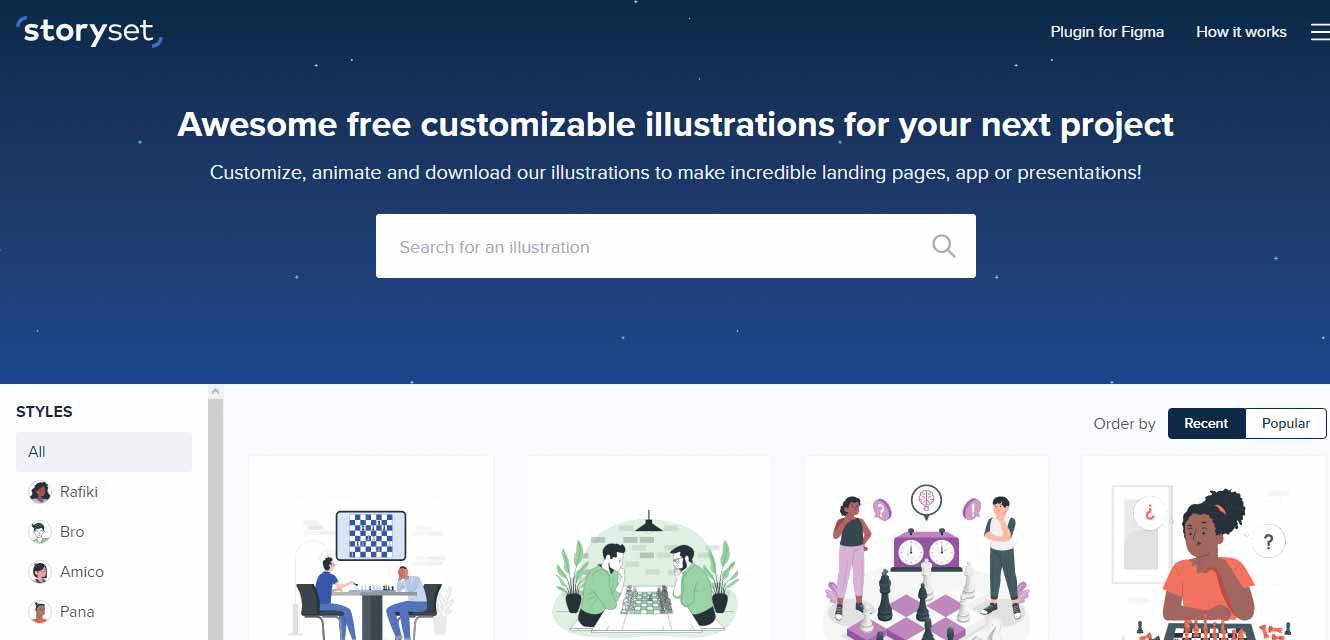 storyset
Plugin for Figma
How it works
Awesome free customizable illustrations for your next project
Customize, animate and download our illustrations to make incredible landing pages, app or presentations!
Search for an illustration
STYLES
All
Rafiki
Bro
Amico
Pana
Order by
Recent
Popular
?
!
¿
?